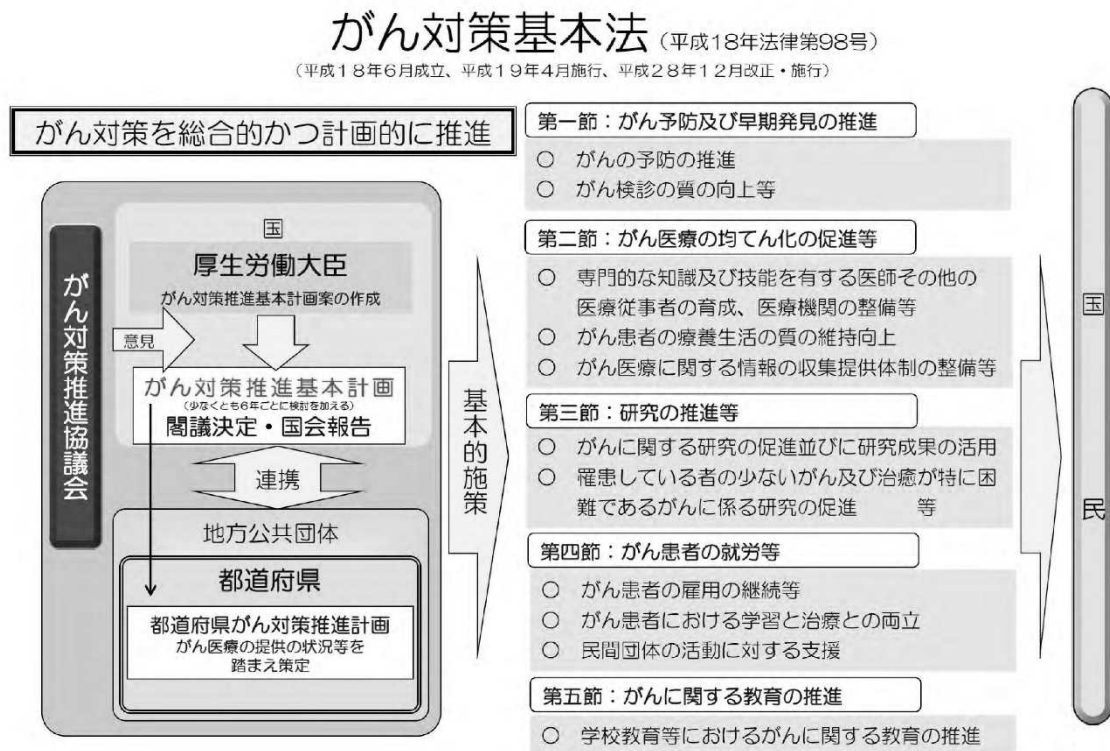 がん対策基本法(平成18年法律第98号)
(平成18年6月成立、平成19年4月施行、平成28年12月改正・施行)
がん対策を総合的かつ計画的に推進
がん対策推進協議会
国
厚生労働大臣
がん対策推進基本計画案の作成
意見
がん対策推進基本計画
(少なくとも6年ごとに検討を加える)
閣議決定・国会報告
連携
地方公共団体
都道府県
都道府県がん対策推進計画
がん医療の提供の状況等を
踏まえ策定
基本的施策
第一節:がん予防及び早期発見の推進
○ がんの予防の推進
○ がん検診の質の向上等
第二節:がん医療の均てん化の促進等
○ 専門的な知識及び技能を有する医師その他の
医療従事者の育成、医療機関の整備等
○ がん患者の療養生活の質の維持向上
○ がん医療に関する情報の収集提供体制の整備等
第三節:研究の推進等
○ がんに関する研究の促進並びに研究成果の活用
○ 罹患している者の少ないがん及び治癒が特に困
難であるがんに係る研究の促進 等
第四節:がん患者の就労等
○ がん患者の雇用の継続等
○ がん患者における学習と治療との両立
○ 民間団体の活動に対する支援
第五節:がんに関する教育の推進
○ 学校教育等におけるがんに関する教育の推進
国民